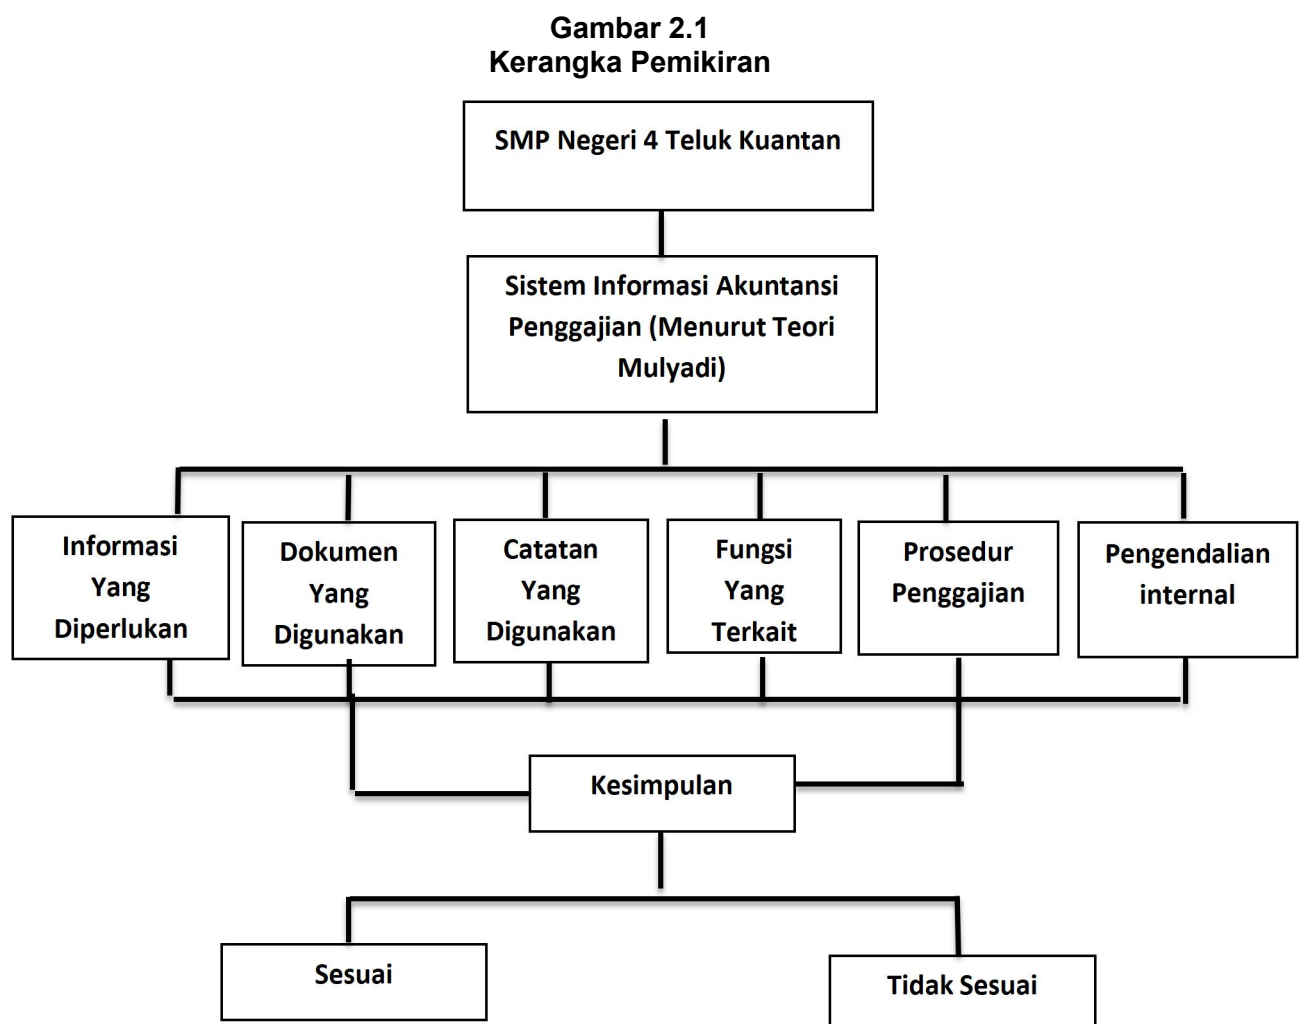 Gambar 2.1
Kerangka Pemikiran
SMP Negeri 4 Teluk Kuantan
Sistem Informasi Akuntansi
Penggajian (Menurut Teori
Mulyadi)
Informasi
Yang
Diperlukan
Dokumen
Yang
Digunakan
Catatan
Yang
Digunakan
Fungsi
Yang
Terkait
Prosedur
Penggajian
Pengendalian
internal
Kesimpulan
Sesuai
Tidak Sesuai